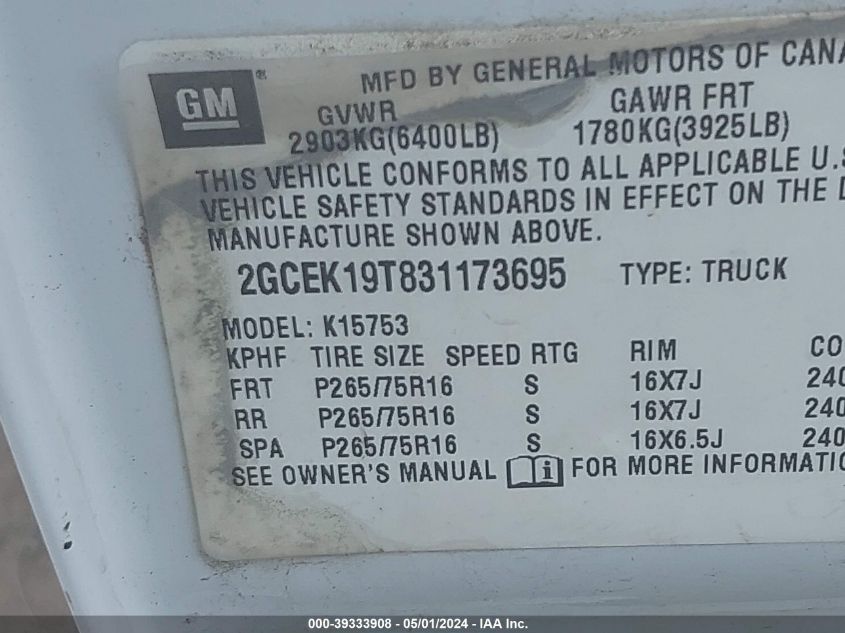 GM ® MFD BY GENERAL MOTORS OF CANA
GVWR GAWR FRT
2903KG(6400LB) 1780KG(3925LB)
THIS VEHICLE CONFORMS TO ALL APPLICABLE U.S
VEHICLE SAFETY STANDARDS IN EFFECT ON THE D
MANUFACTURE SHOWN ABOVE.
2GCEK19T831173695 TYPE: TRUCK
MODEL: K15753
KPHF TIRE SIZE SPEED RTG RIM CO
FRT P265/75R16 S 16X7J 240
RR P265/75R16 S 16X7J 240
SPA P265/75R16 S 16X6.5J 240
SEE OWNER'S MANUAL i FOR MORE INFORMATIO
000-39333908 - 05/01/2024 - IAA Inc.